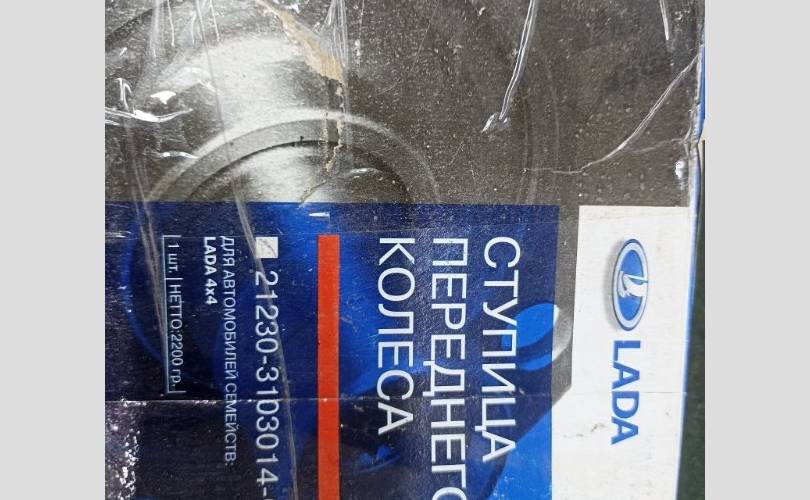 LADA
СТУПИЦА
ПЕРЕДНЕГО
КОЛЕСА
21230-3103014-
ДЛЯ АВТОМОБИЛЕЙ СЕМЕЙСТВ:
LADA 4x4
1 шт. НЕТТО:2200 гр.